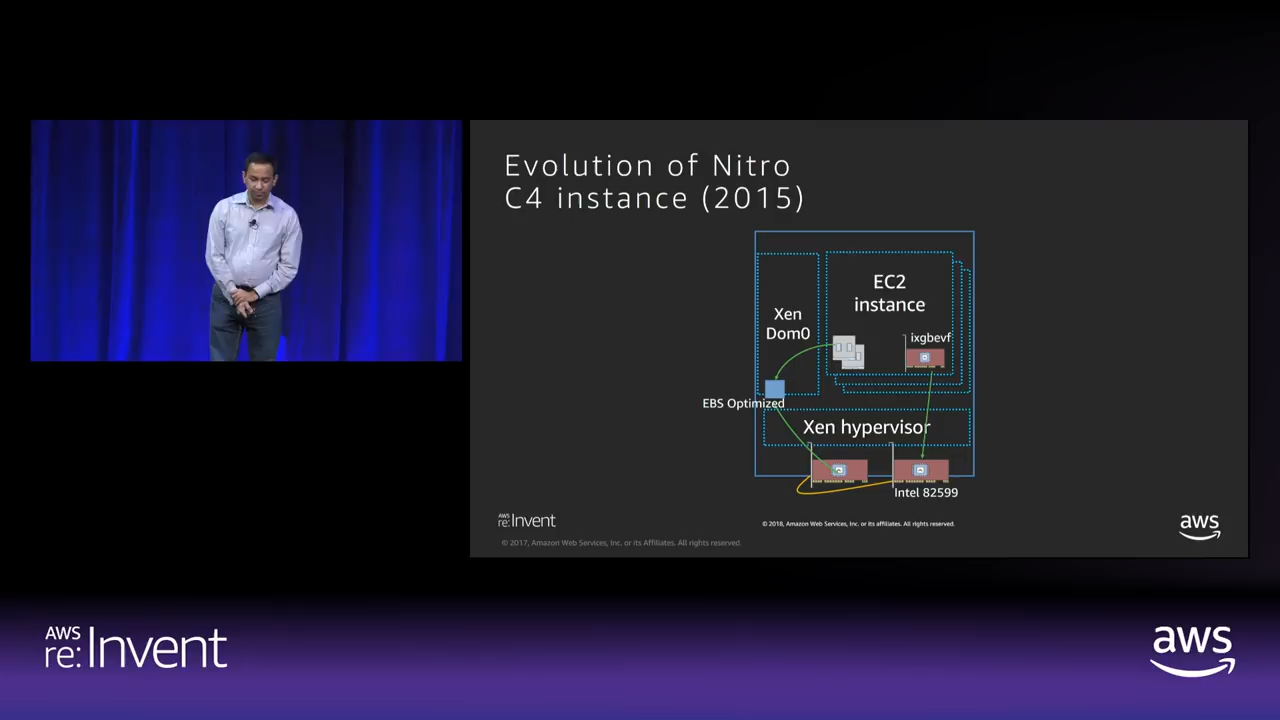 Evolution of Nitro
C4 instance (2015)
EC2
instance
Xen
Dom0
ixgbevf
EBS Optimized
Xen hypervisor
Intel 82599
AWS
re:Invent
© 2018, Amazon Web Services, Inc. or its affiliates. All rights reserved.
aws
© 2017, Amazon Web Services, Inc. or its Affiliates. All rights reserved.
AWS
re:Invent
aws